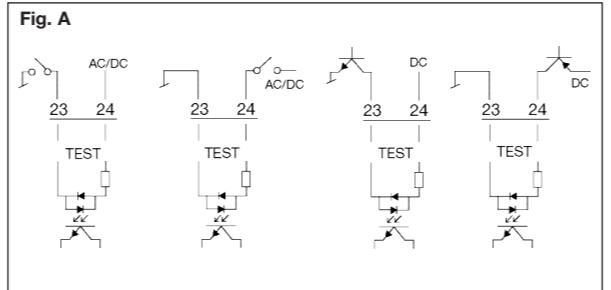 Fig. A
AC/DC
AC/DC
DC
DC
23 24 23 24 23 24 23 24
TEST TEST TEST TEST